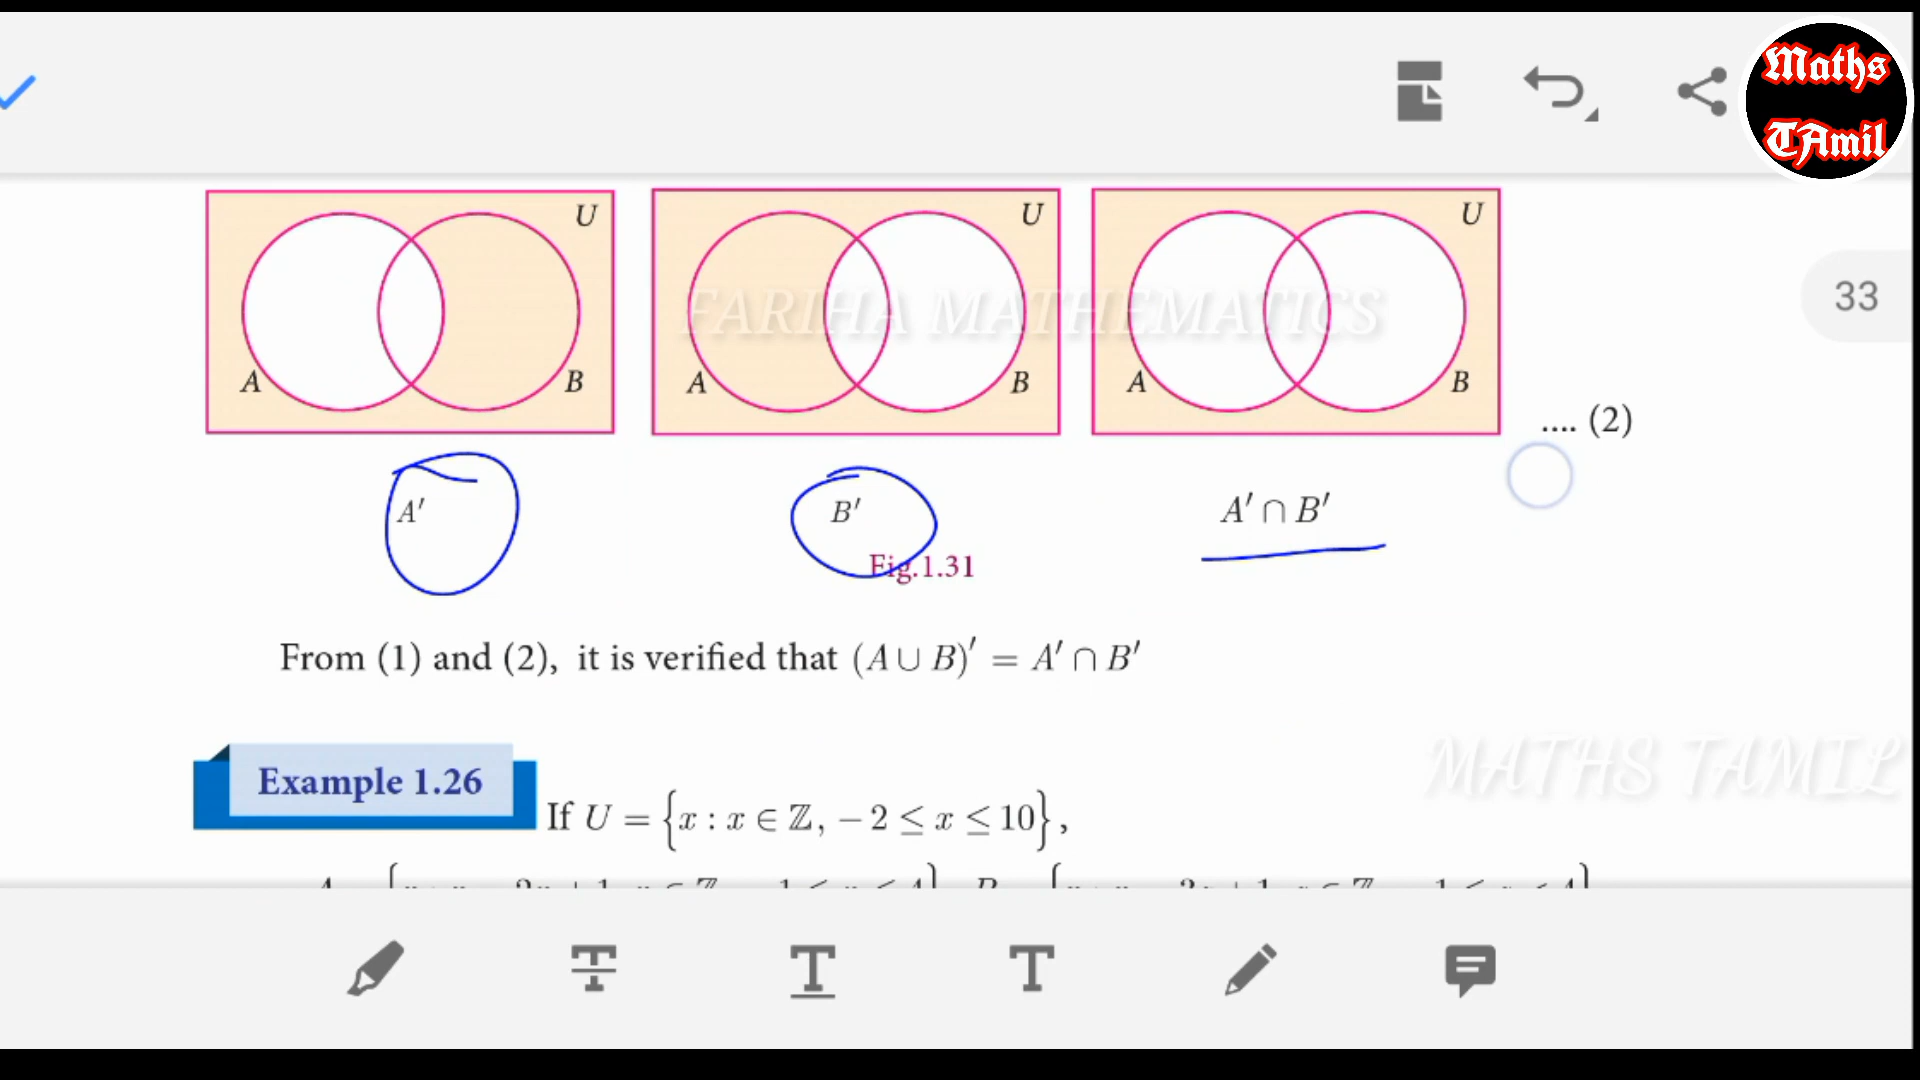 Maths
TAmil
U
U
U
FARIHA MATHEMATICS
33
A
B
A
B
A
B
.... (2)
A′
B′
A′ ∩ B′
Fig.1.31
From (1) and (2), it is verified that (A ∪ B)′ = A′ ∩ B′
MATHS TAMIL
Example 1.26
If U = {x : x ∈ ℤ, − 2 ≤ x ≤ 10},